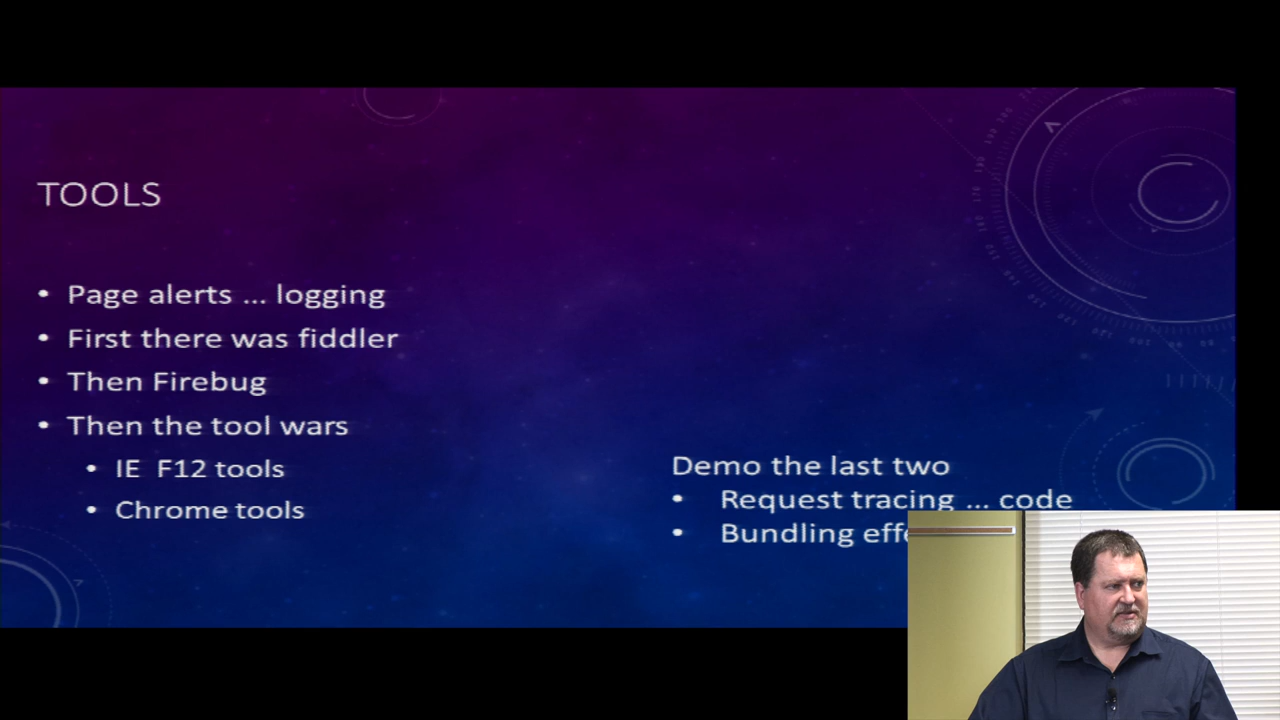 TOOLS
• Page alerts ... logging
• First there was fiddler
• Then Firebug
• Then the tool wars
• IE F12 tools
• Chrome tools
Demo the last two
• Request tracing ... code
• Bundling